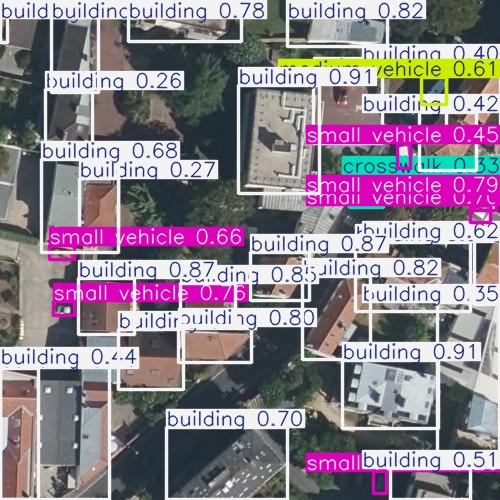 building 0.78
building 0.82
building 0.40
medium vehicle 0.61
building 0.26
building 0.91
building 0.42
small vehicle 0.45
building 0.68
crosswalk 0.33
building 0.27
small vehicle 0.79
building 0.62
small vehicle 0.66
building 0.87
building 0.87
building 0.85
building 0.82
small vehicle 0.76
building 0.35
building 0.80
building 0.44
building 0.91
building 0.70
small
building 0.51